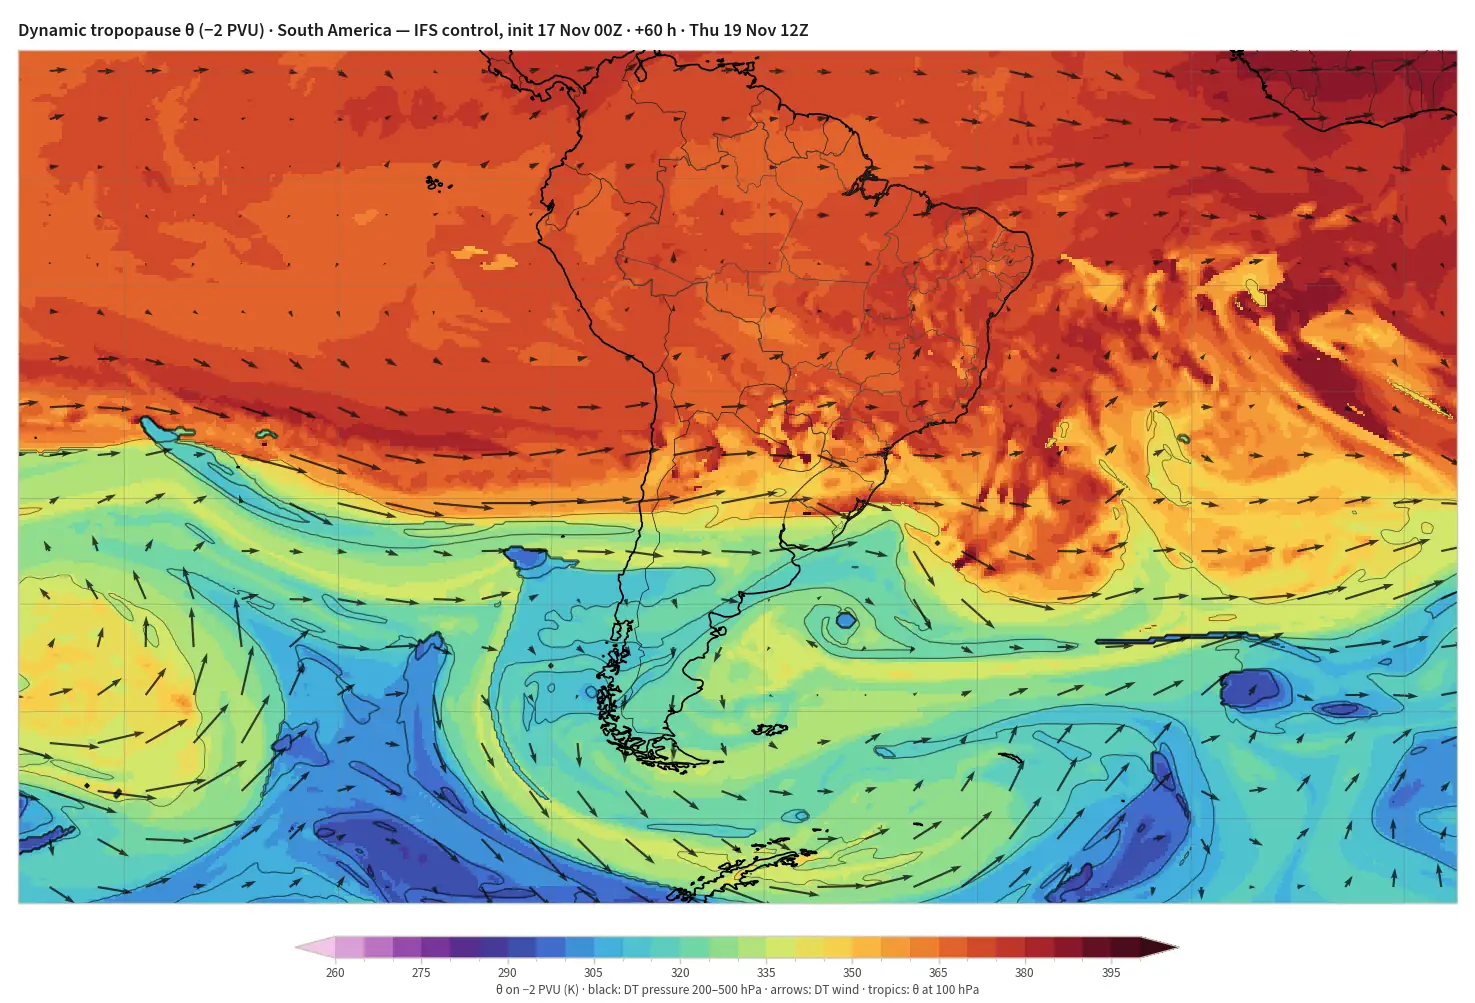 Dynamic tropopause θ (−2 PVU) · South America — IFS control, init 17 Nov 00Z · +60 h · Thu 19 Nov 12Z
260 275 290 305 320 335 350 365 380 395
θ on −2 PVU (K) · black: DT pressure 200–500 hPa · arrows: DT wind · tropics: θ at 100 hPa